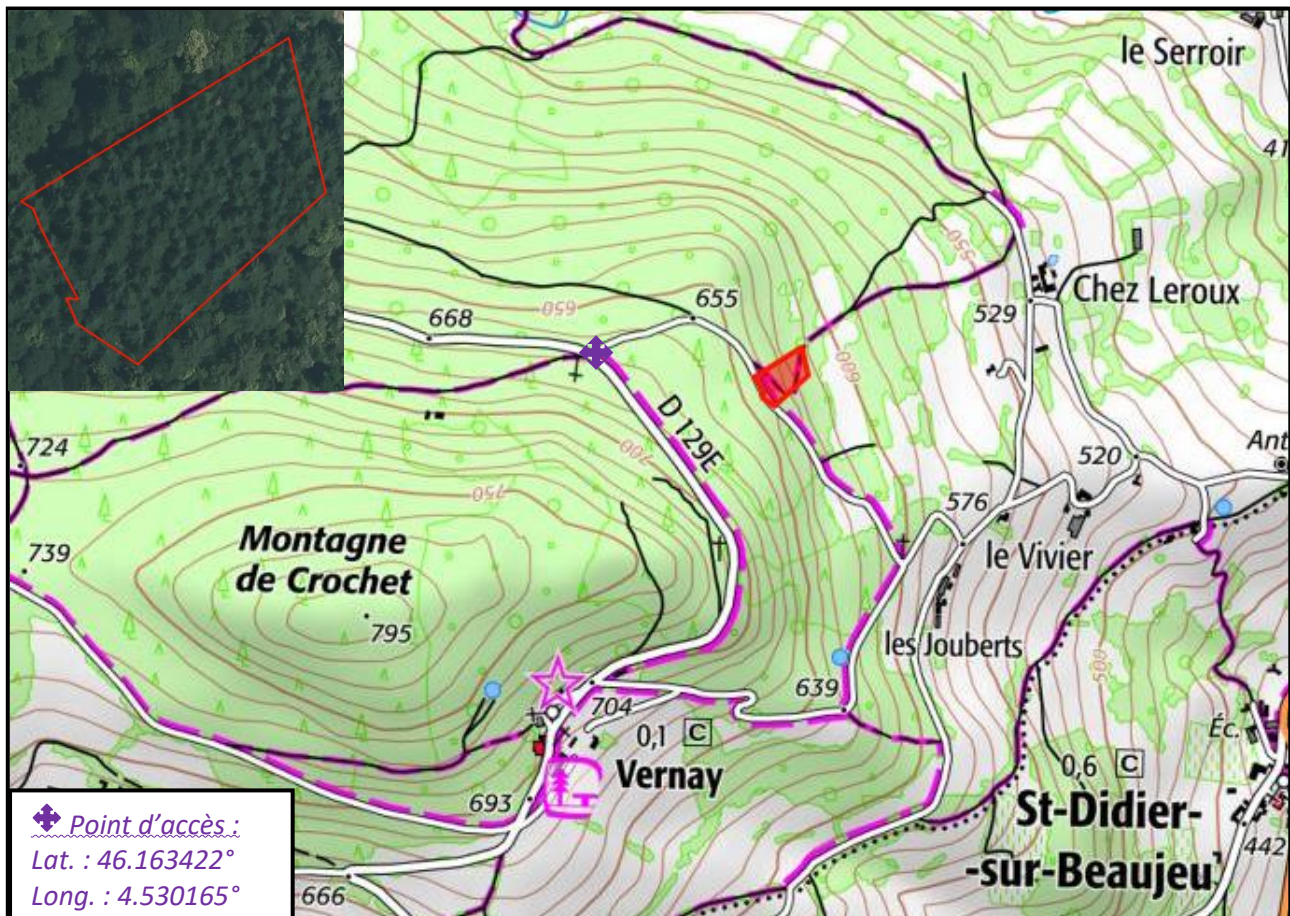 le Serroir
41
550
655
668
650
Chez Leroux
529
600
D 129E
724
700
520
Ant
750
576
739
Montagne
de Crochet
le Vivier
795
les Jouberts
500
639
704
0,1 C
Éc.
Vernay
0,6 C
693
St-Didier-
-sur-Beaujeu
442
Point d'accès :
Lat. : 46.163422°
Long. : 4.530165°
666